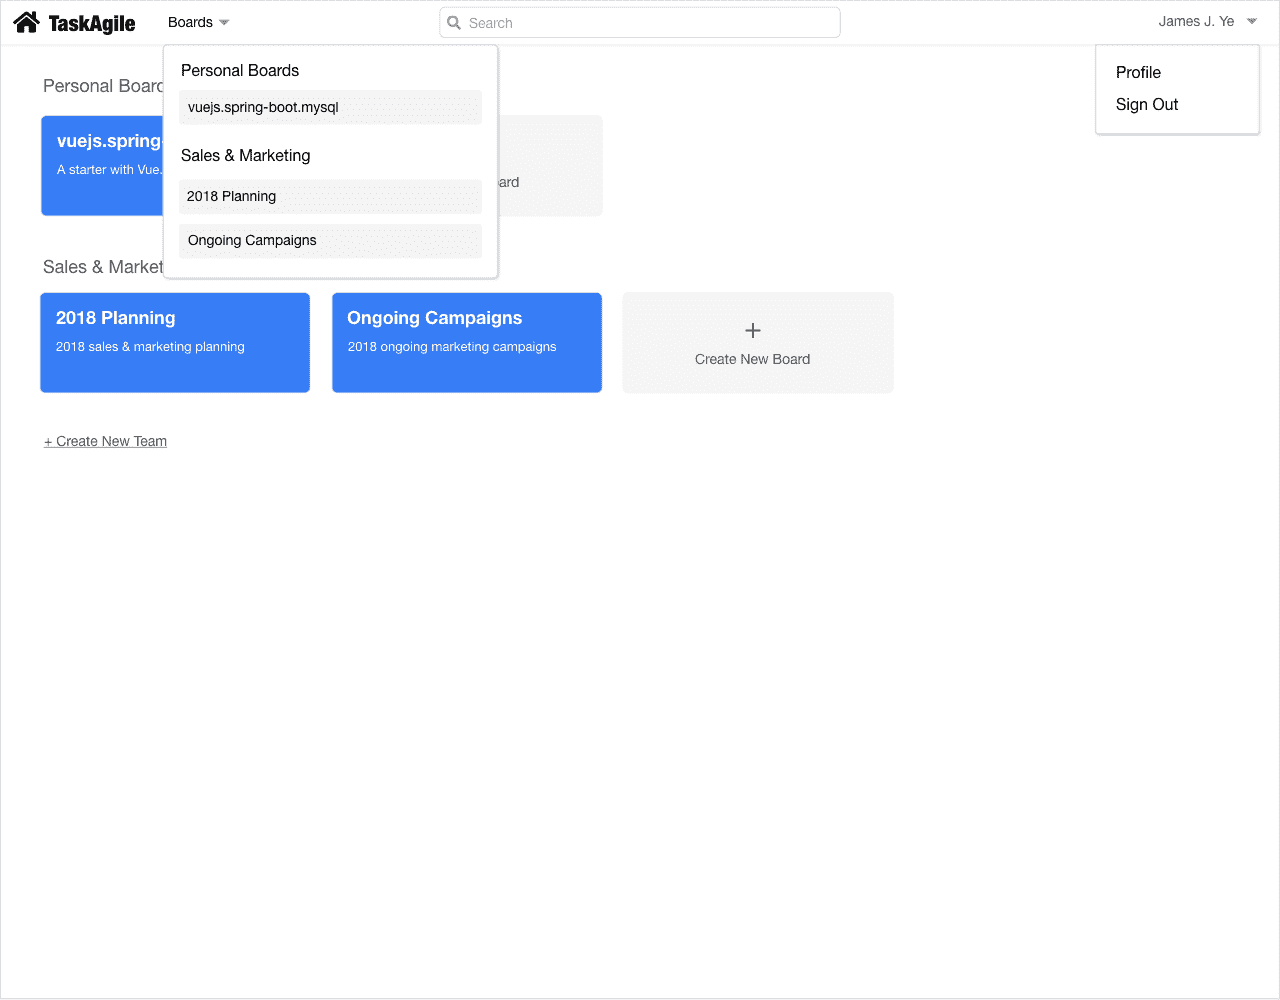 TaskAgile
Boards
Search
James J. Ye
Personal Boards
vuejs.spring-boot.mysql
Sales & Marketing
2018 Planning
Ongoing Campaigns
Profile
Sign Out
Personal Board
vuejs.spring-
A starter with Vue.
ard
Sales & Market
2018 Planning
2018 sales & marketing planning
Ongoing Campaigns
2018 ongoing marketing campaigns
+
Create New Board
+ Create New Team